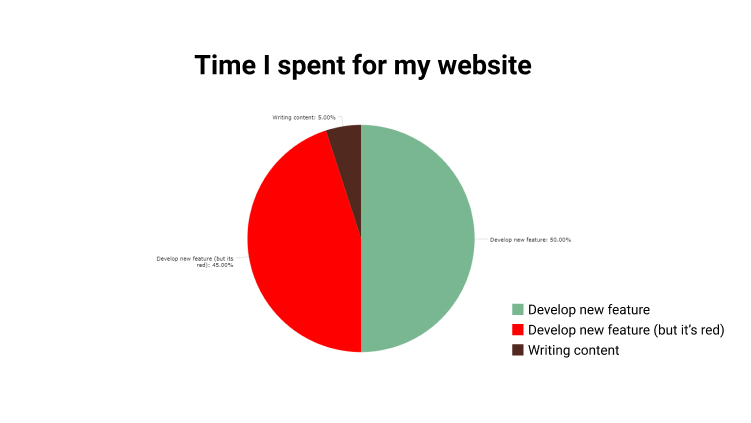 Time I spent for my website
Writing content: 5.00%
Develop new feature: 50.00%
Develop new feature (but its
red): 45.00%
Develop new feature
Develop new feature (but it's red)
Writing content